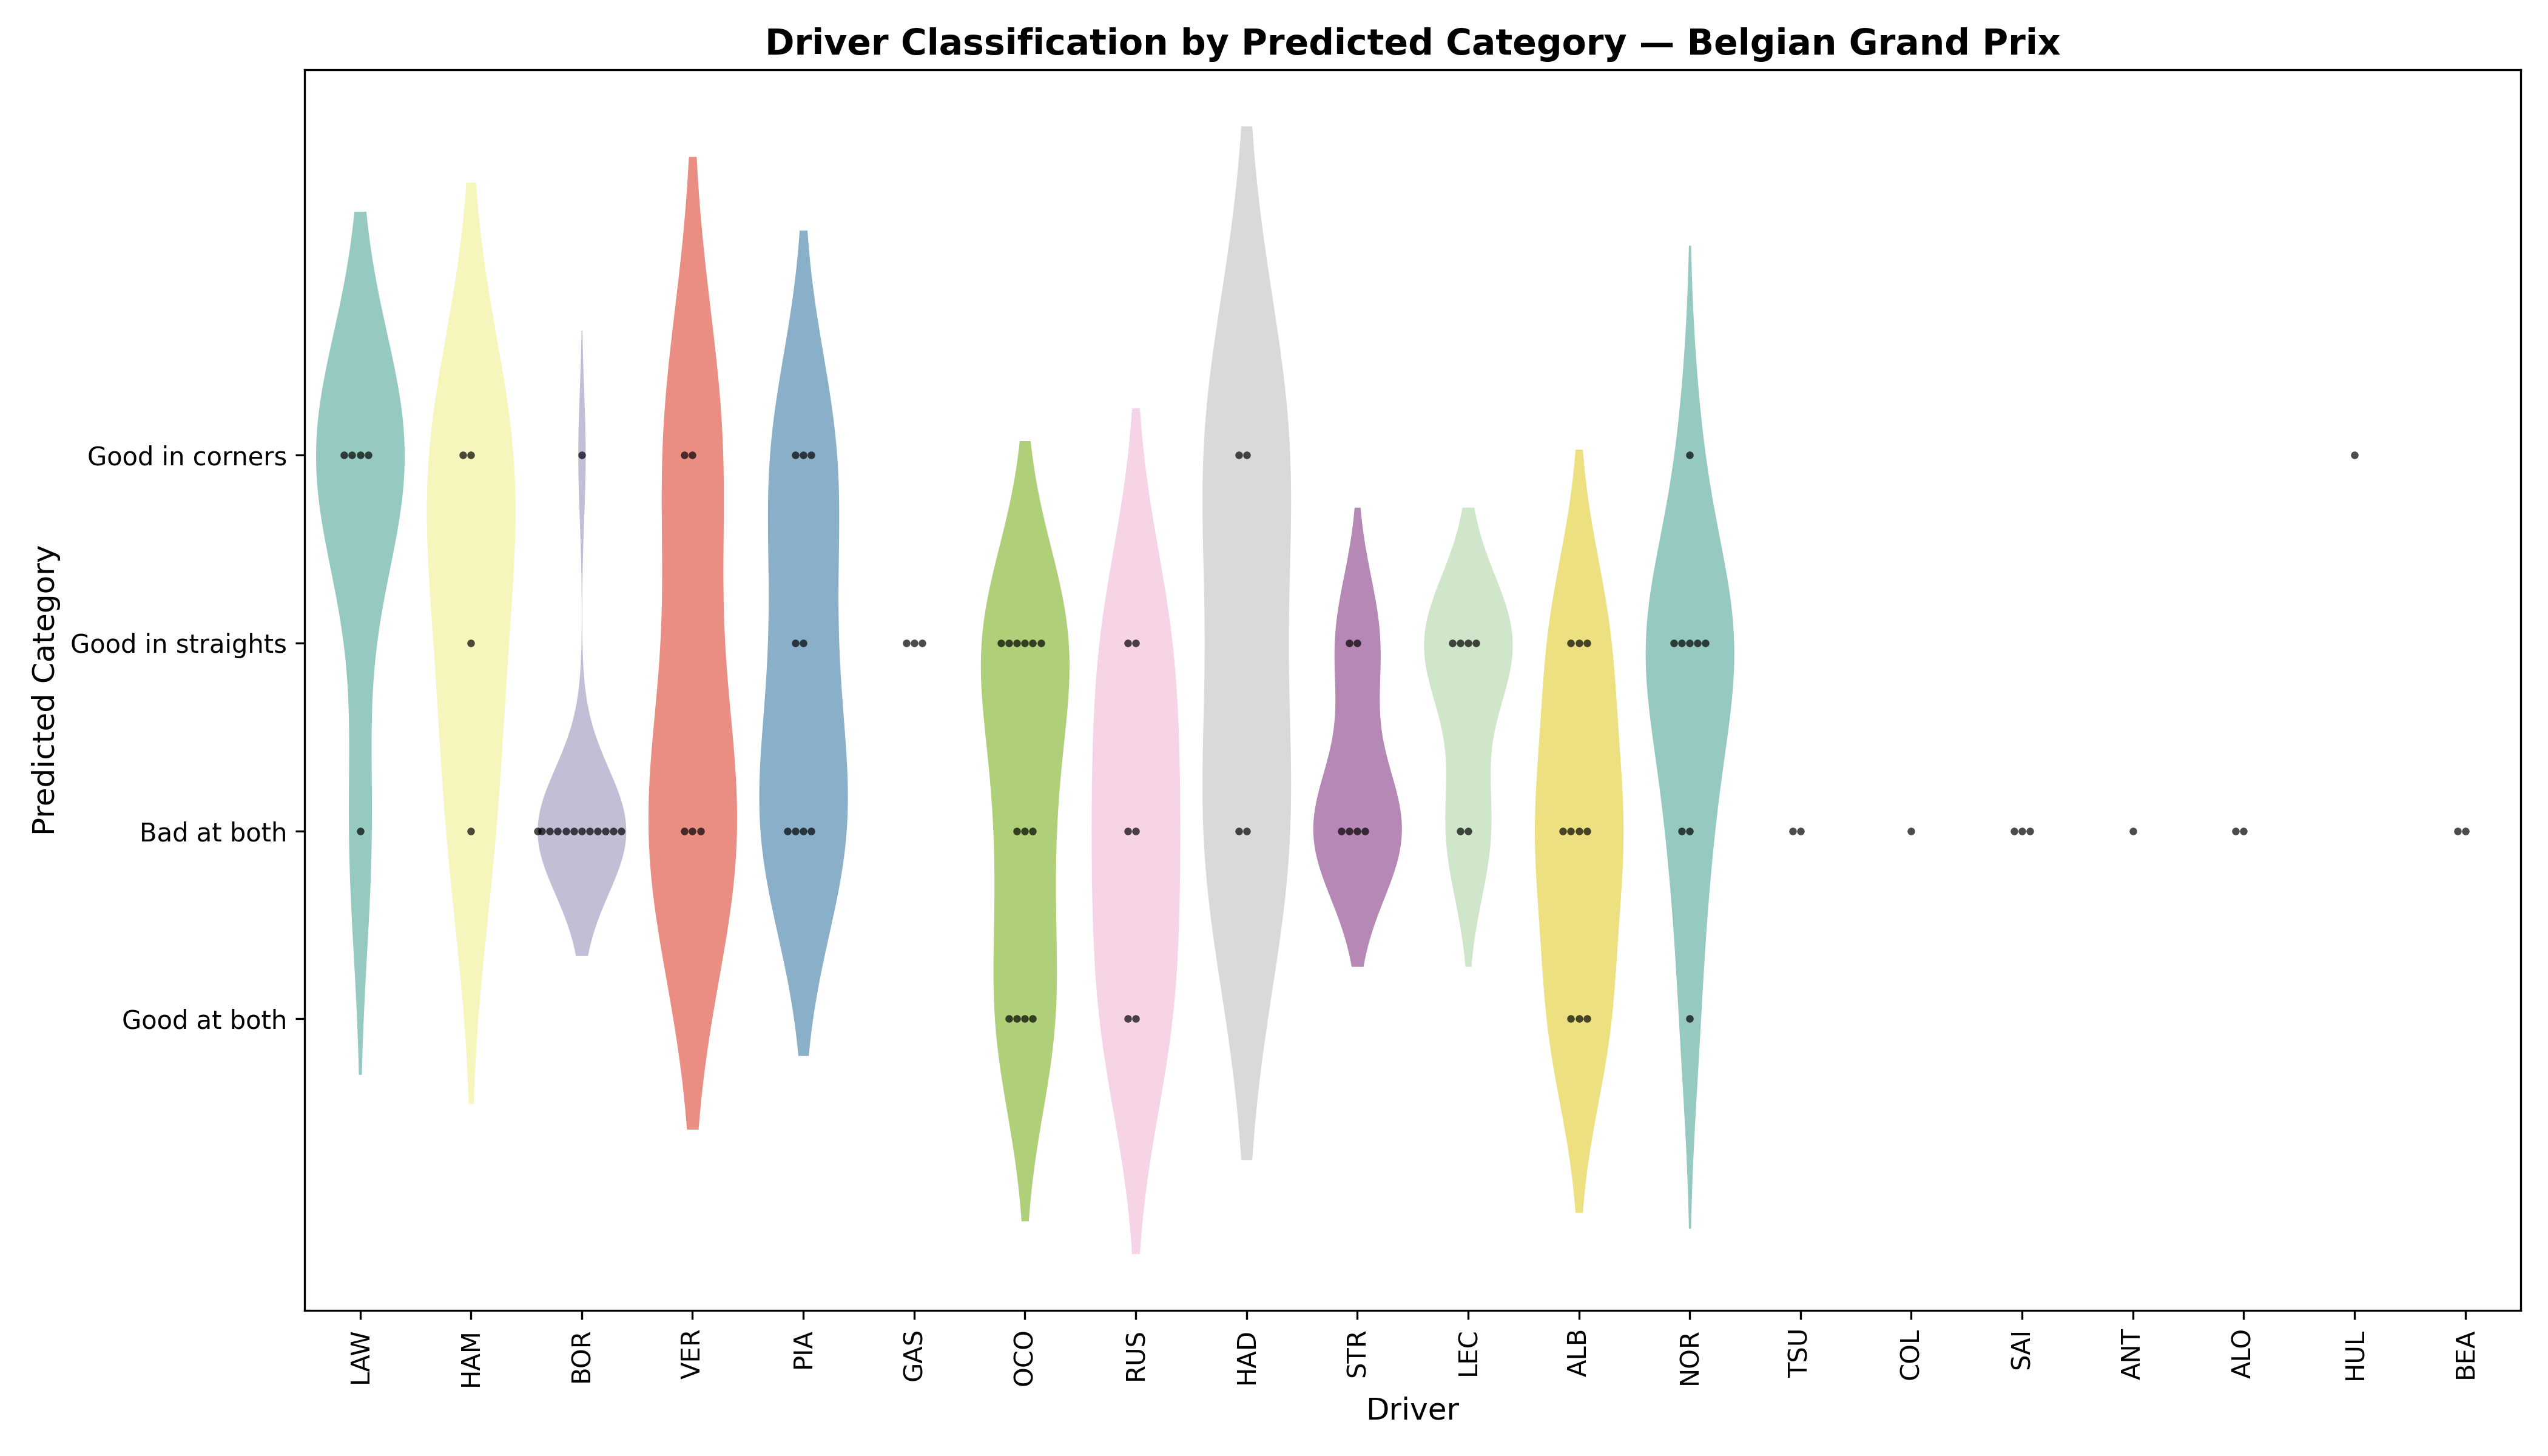 Driver Classification by Predicted Category — Belgian Grand Prix
Predicted Category
Good in corners
Good in straights
Bad at both
Good at both
LAW
HAM
BOR
VER
PIA
GAS
OCO
RUS
HAD
STR
LEC
ALB
NOR
TSU
COL
SAI
ANT
ALO
HUL
BEA
Driver